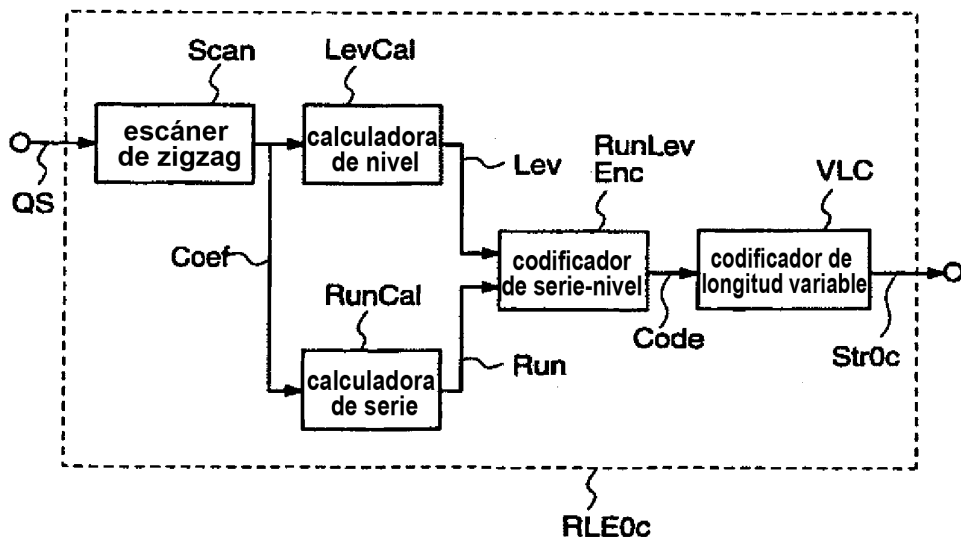 Scan
LevCal
escáner
de zigzag
calculadora
de nivel
QS
Lev
RunLev
Enc
VLC
Coef
codificador
de serie-nivel
codificador de
longitud variable
RunCal
Code
Str0c
calculadora
de serie
Run
RLE0c